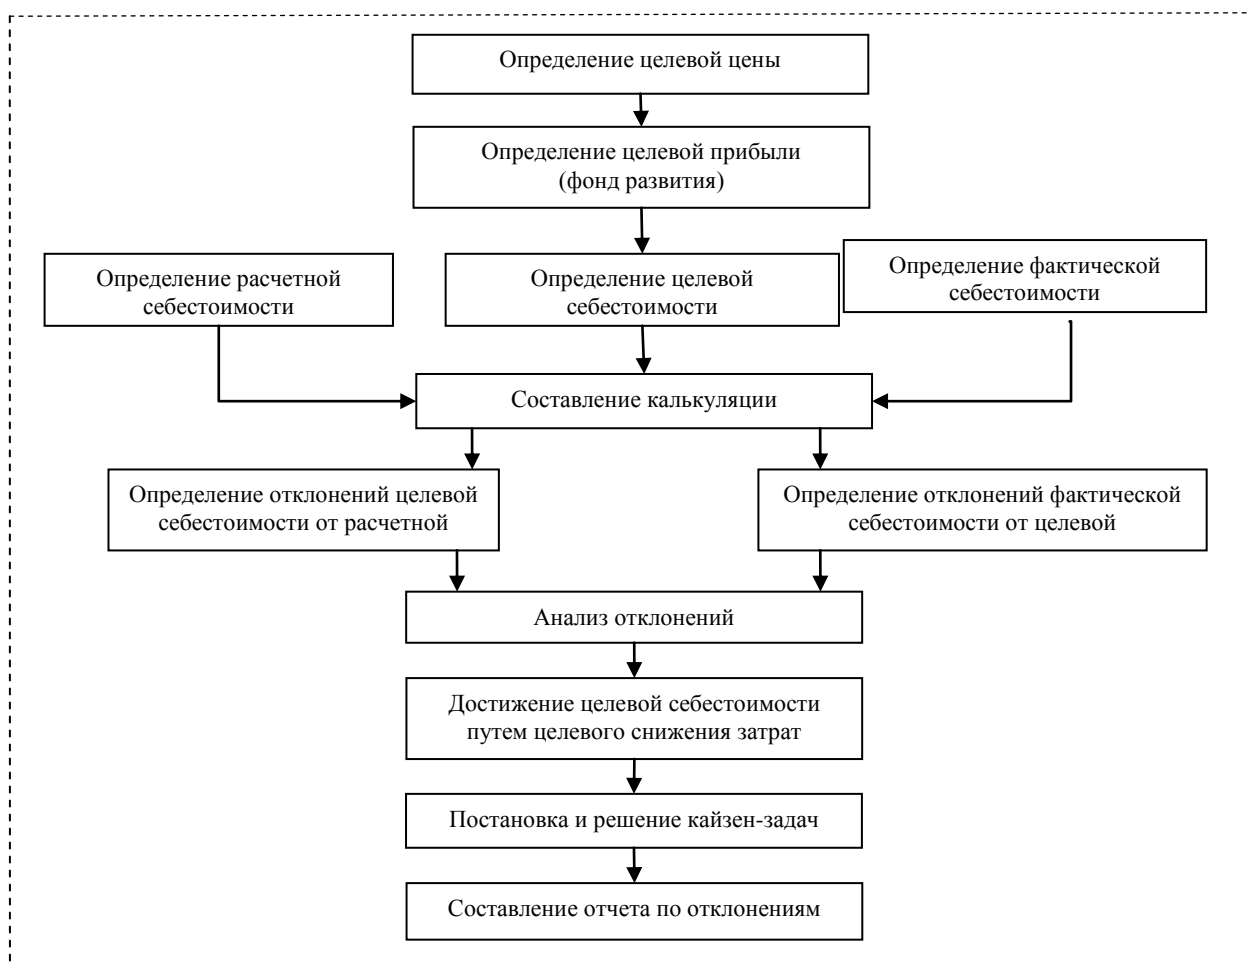 Определение целевой цены
Определение целевой прибыли
(фонд развития)
Определение расчетной
себестоимости
Определение целевой
себестоимости
Определение фактической
себестоимости
Составление калькуляции
Определение отклонений целевой
себестоимости от расчетной
Определение отклонений фактической
себестоимости от целевой
Анализ отклонений
Достижение целевой себестоимости
путем целевого снижения затрат
Постановка и решение кайзен-задач
Составление отчета по отклонениям